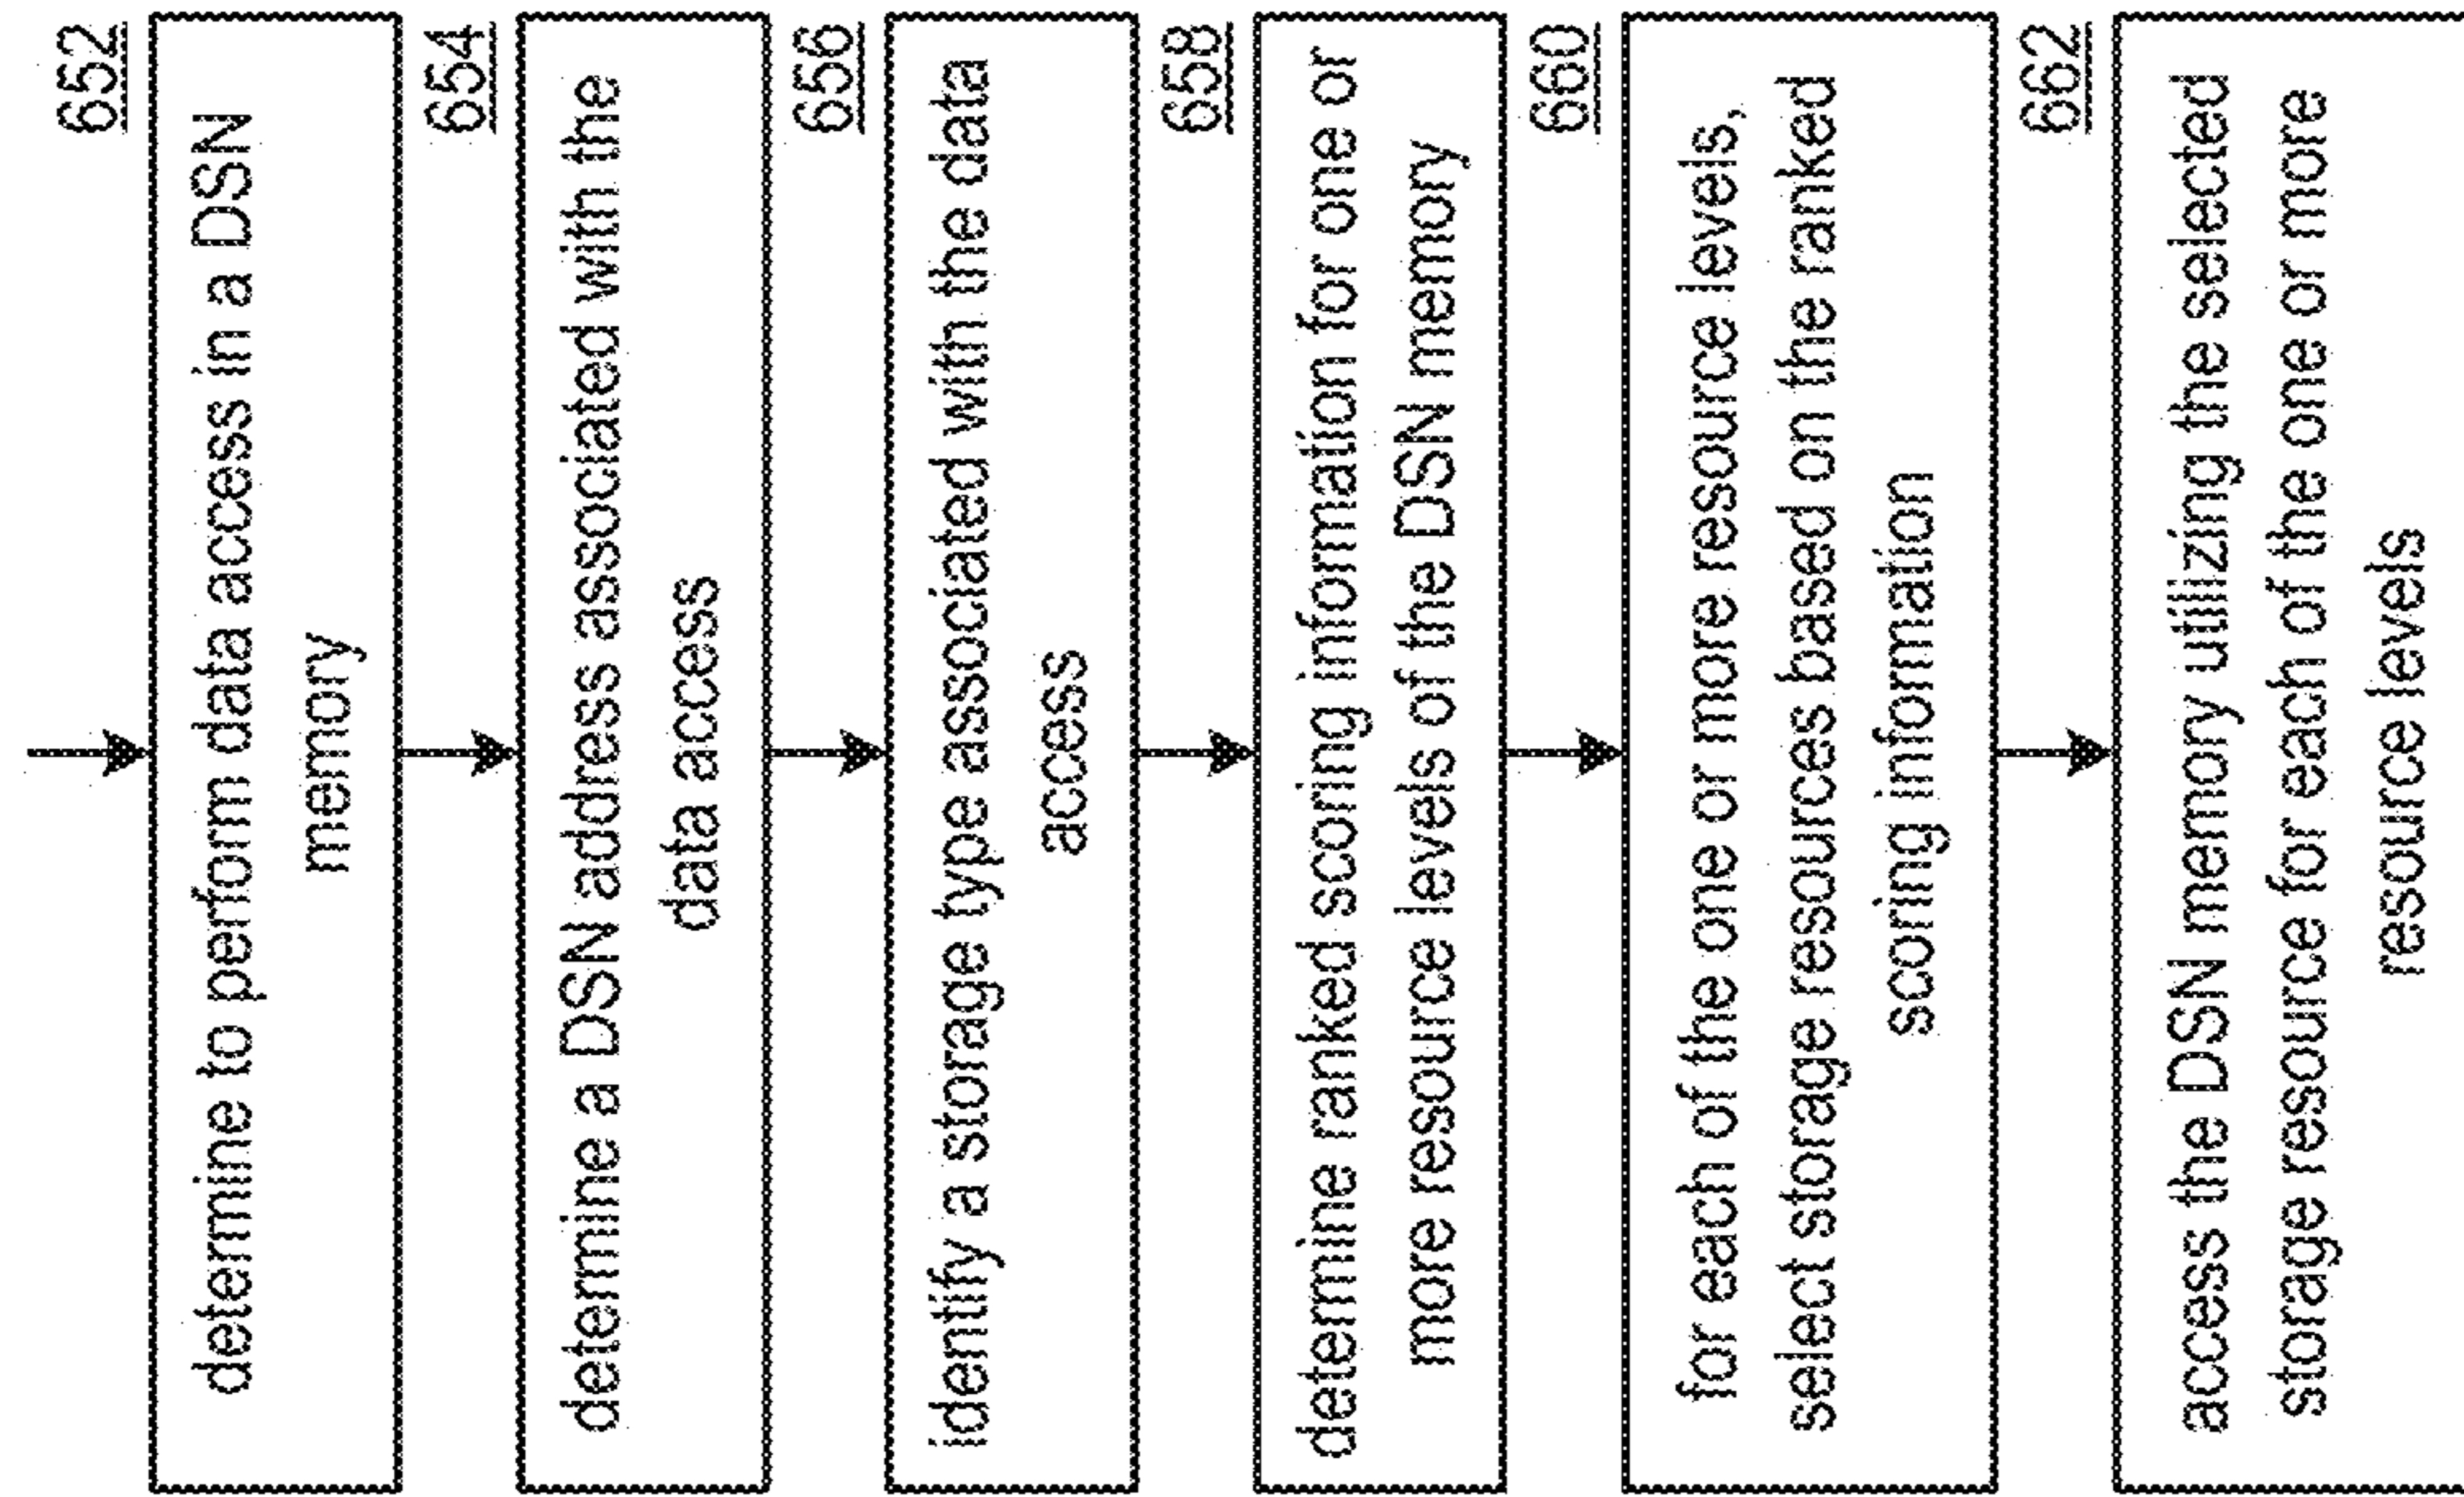 652
determine to perform data access in a DSN
memory
654
determine a DSN address associated with the
data access
656
identify a storage type associated with the data
access
658
determine ranked scoring information for one or
more resource levels of the DSN memory
660
for each of the one or more resource levels,
select storage resources based on the ranked
scoring information
662
access the DSN memory utilizing the selected
storage resource for each of the one or more
resource levels